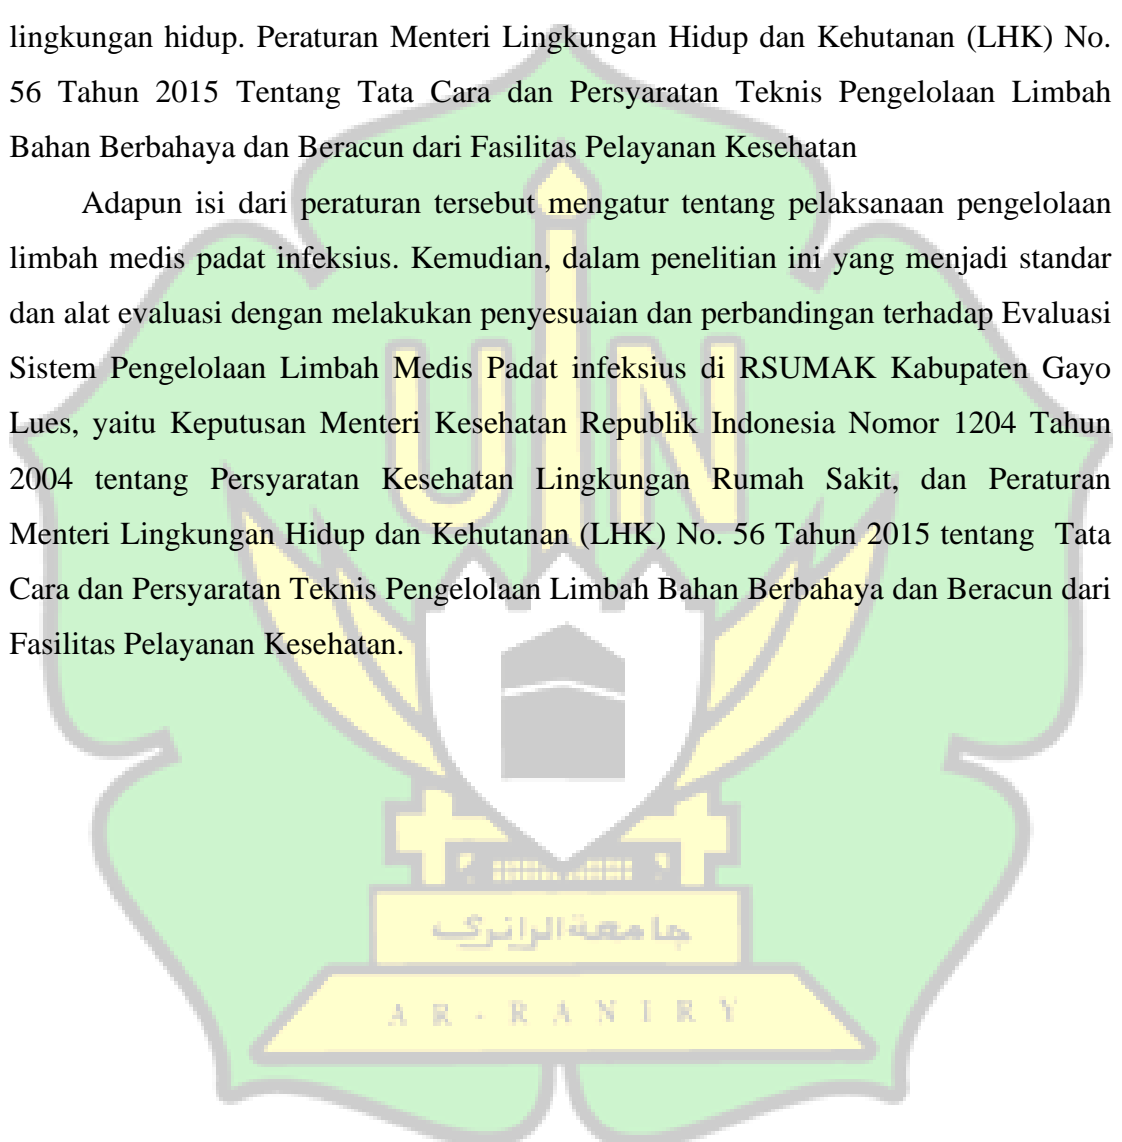 lingkungan hidup. Peraturan Menteri Lingkungan Hidup dan Kehutanan (LHK) No.
56 Tahun 2015 Tentang Tata Cara dan Persyaratan Teknis Pengelolaan Limbah
Bahan Berbahaya dan Beracun dari Fasilitas Pelayanan Kesehatan
Adapun isi dari peraturan tersebut mengatur tentang pelaksanaan pengelolaan
limbah medis padat infeksius. Kemudian, dalam penelitian ini yang menjadi standar
dan alat evaluasi dengan melakukan penyesuaian dan perbandingan terhadap Evaluasi
Sistem Pengelolaan Limbah Medis Padat infeksius di RSUMAK Kabupaten Gayo
Lues, yaitu Keputusan Menteri Kesehatan Republik Indonesia Nomor 1204 Tahun
2004 tentang Persyaratan Kesehatan Lingkungan Rumah Sakit, dan Peraturan
Menteri Lingkungan Hidup dan Kehutanan (LHK) No. 56 Tahun 2015 tentang Tata
Cara dan Persyaratan Teknis Pengelolaan Limbah Bahan Berbahaya dan Beracun dari
Fasilitas Pelayanan Kesehatan.
UIN
جامعة الرانري
AR-RANIRY